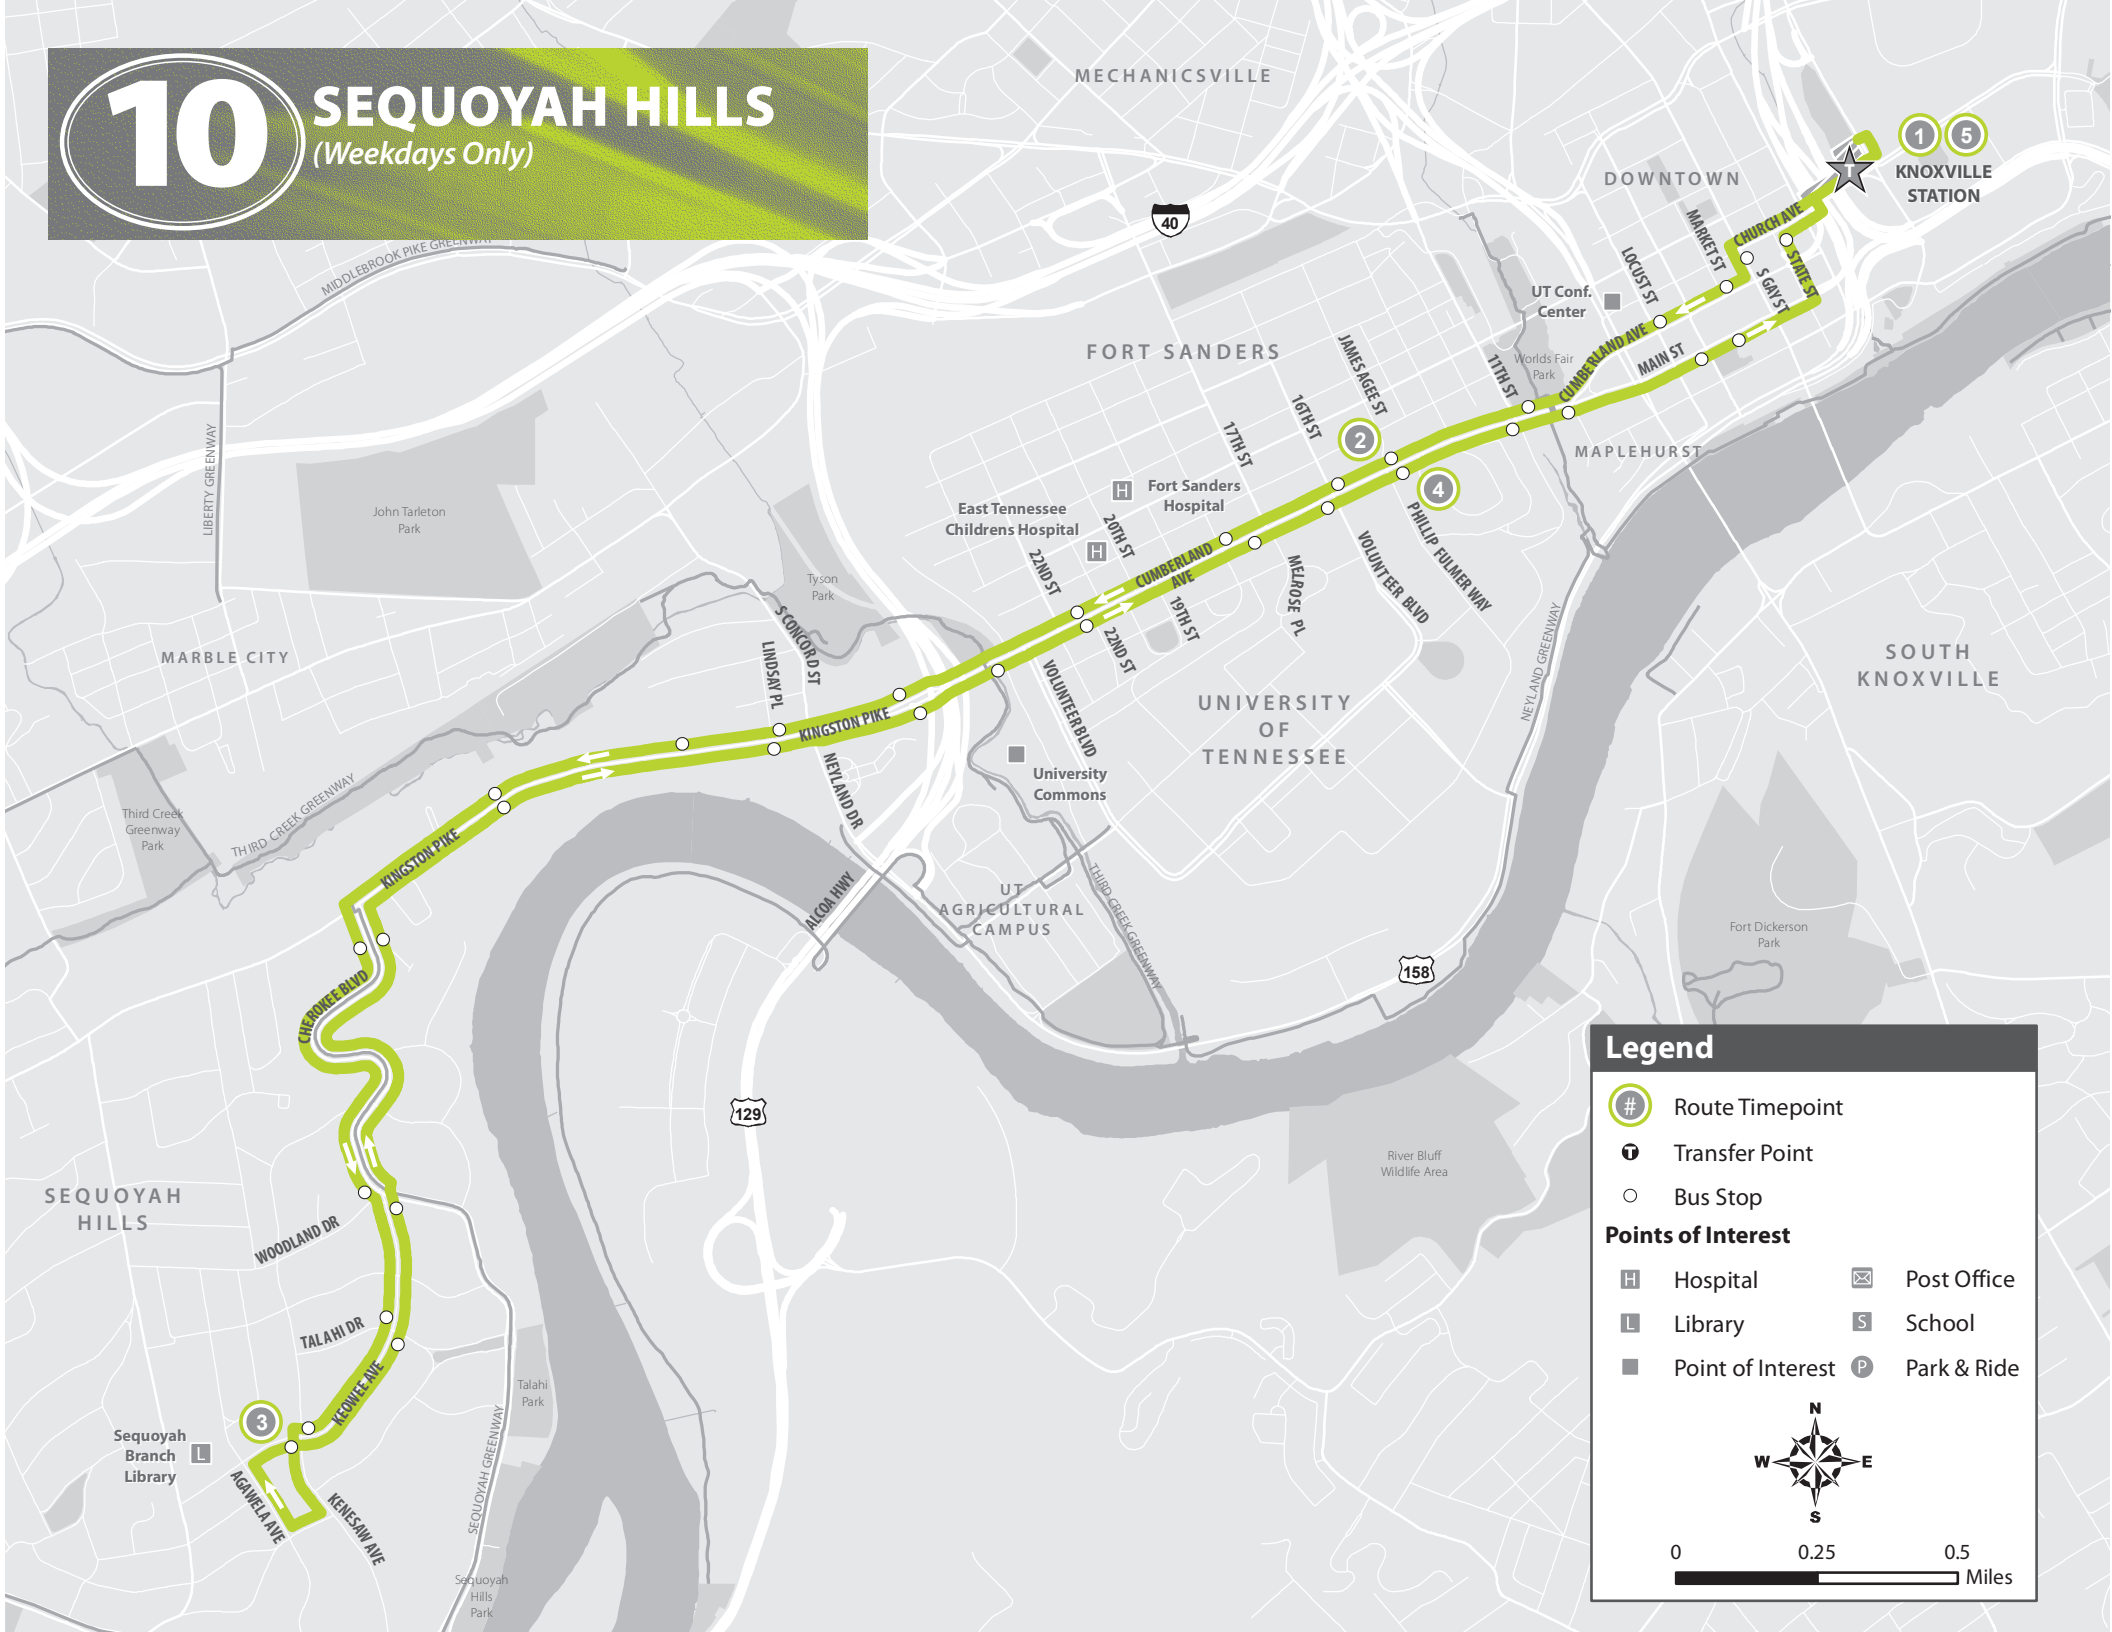 10
SEQUOYAH HILLS
(Weekdays Only)
MECHANICSVILLE
40
DOWNTOWN
1
5
KNOXVILLE
STATION
T
CHURCH AVE
MARKET ST
LOCUST ST
S GAY ST
STATE ST
UT Conf.
Center
CUMBERLAND AVE
MAIN ST
Worlds Fair
Park
11TH ST
MAPLEHURST
MIDDLEBROOK PIKE GREENWAY
FORT SANDERS
JAMES AGEE ST
16TH ST
17TH ST
2
4
LIBERTY GREENWAY
John Tarleton
Park
H
Fort Sanders
Hospital
East Tennessee
Childrens Hospital
H
20TH ST
22ND ST
CUMBERLAND
AVE
19TH ST
22ND ST
MELROSE PL
VOLUNTEER BLVD
PHILLIP FULMER WAY
Tyson
Park
S CONCORD ST
LINDSAY PL
MARBLE CITY
NEYLAND GREENWAY
SOUTH
KNOXVILLE
UNIVERSITY
OF
TENNESSEE
VOLUNTEER BLVD
KINGSTON PIKE
NEYLAND DR
University
Commons
Third Creek
Greenway
Park
THIRD CREEK GREENWAY
KINGSTON PIKE
ALCOA HWY
UT
AGRICULTURAL
CAMPUS
THIRD CREEK GREENWAY
158
Fort Dickerson
Park
CHEROKEE BLVD
129
River Bluff
Wildlife Area
SEQUOYAH
HILLS
WOODLAND DR
TALAHI DR
KEOWEE AVE
Talahi
Park
3
Sequoyah
Branch
Library
L
AGAWELA AVE
KENESAW AVE
SEQUOYAH GREENWAY
Sequoyah
Hills
Park
Legend
# Route Timepoint
T Transfer Point
Bus Stop
Points of Interest
H Hospital
Post Office
L Library
S School
Point of Interest
P Park & Ride
N
W E
S
0 0.25 0.5
Miles